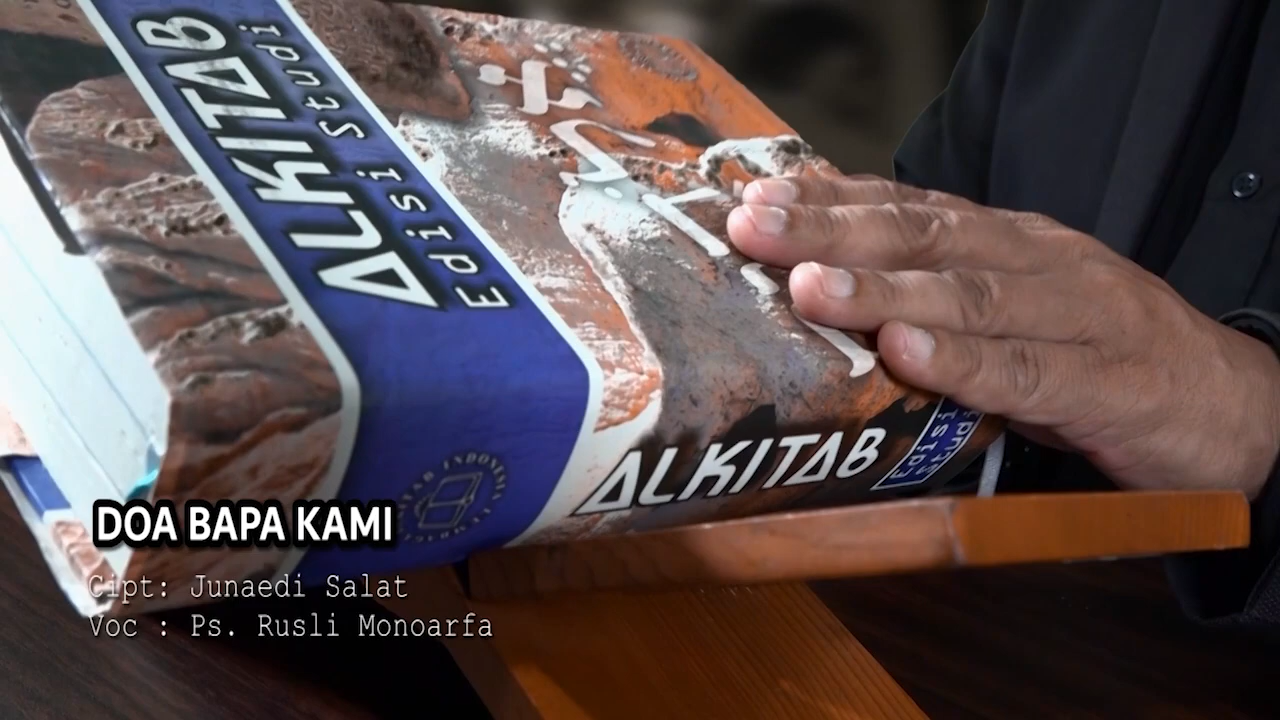 ALKITAB
Edisi Studi
ALKITAB
Edisi
Studi
DOA BAPA KAMI
Cipt: Junaedi Salat
Voc : Ps. Rusli Monoarfa